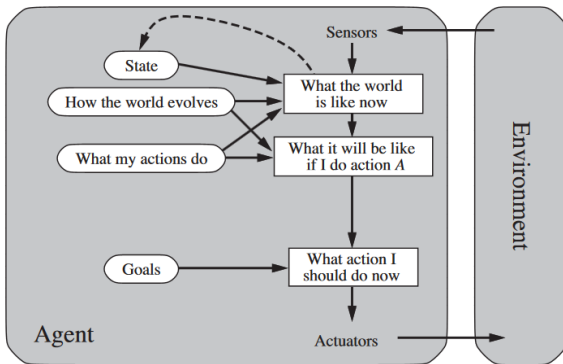 Sensors
State
What the world
is like now
How the world evolves
What it will be like
if I do action A
What my actions do
Environment
What action I
should do now
Goals
Agent
Actuators